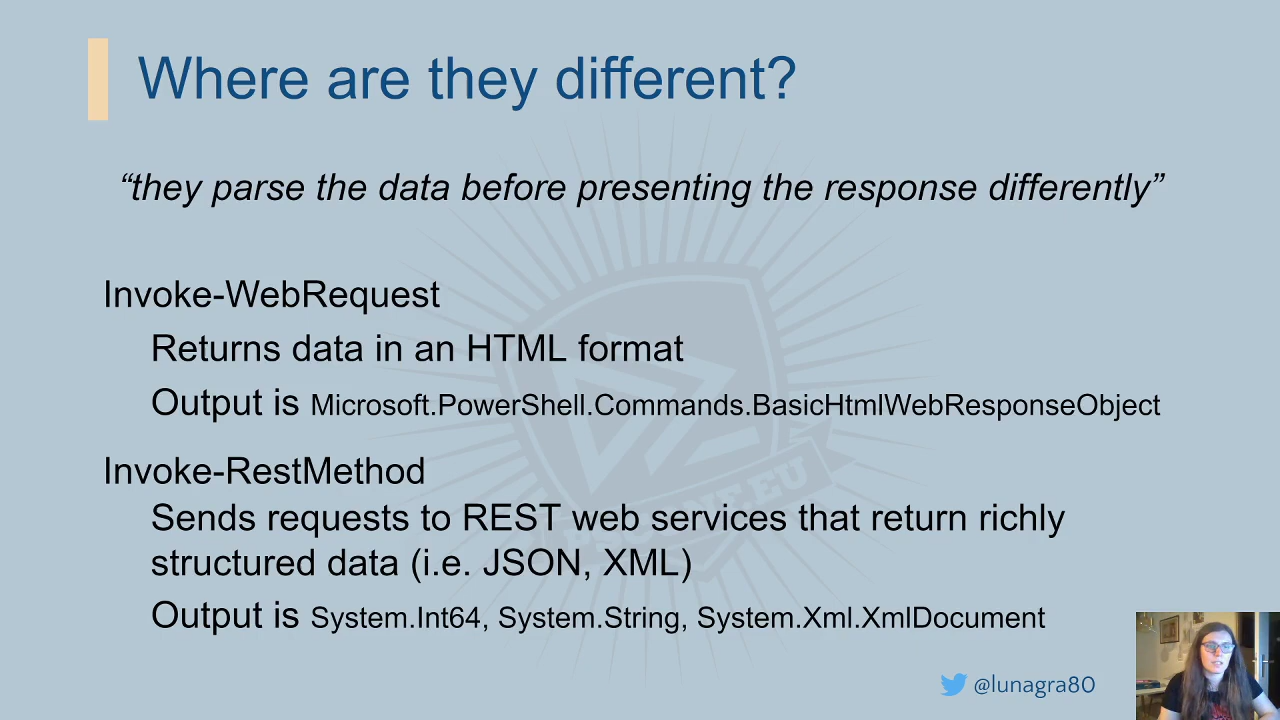 Where are they different?
“they parse the data before presenting the response differently”
Invoke-WebRequest
Returns data in an HTML format
Output is Microsoft.PowerShell.Commands.BasicHtmlWebResponseObject
Invoke-RestMethod
Sends requests to REST web services that return richly
structured data (i.e. JSON, XML)
Output is System.Int64, System.String, System.Xml.XmlDocument
PSCONF.EU
@lunagra80